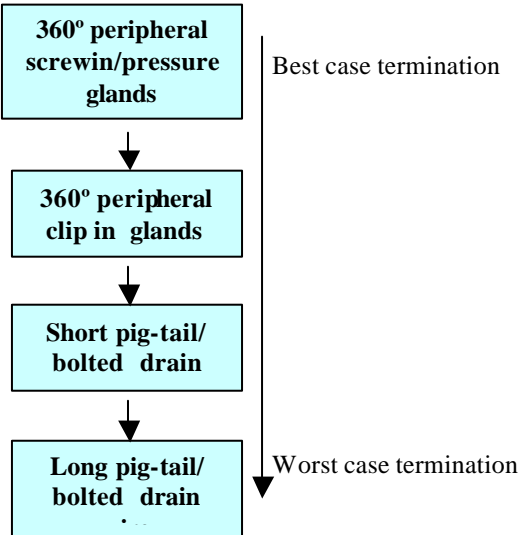 360º peripheral
screwin/pressure
glands
Best case termination
360º peripheral
clip in glands
Short pig-tail/
bolted drain
Long pig-tail/
bolted drain
Worst case termination